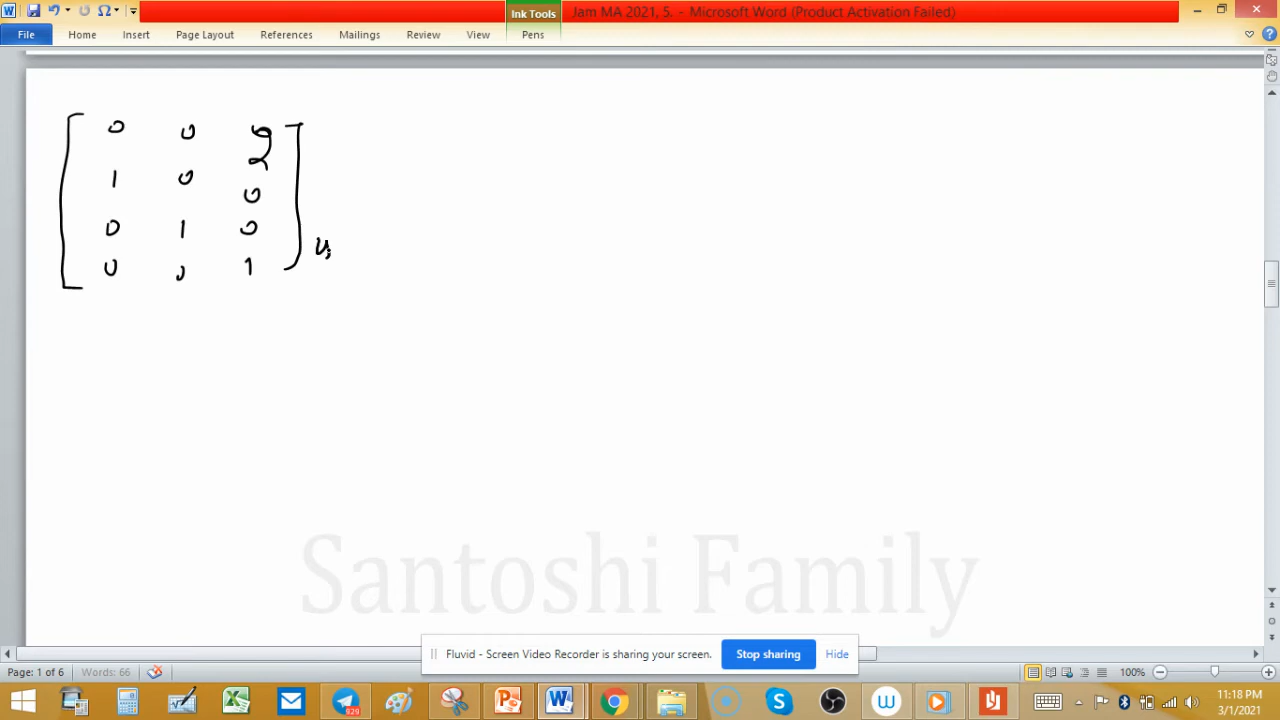 Ink Tools
Jam MA 2021, 5. - Microsoft Word (Product Activation Failed)
File Home Insert Page Layout References Mailings Review View Pens
0 0 2
1 0 0
0 1 0
0 0 1
Santoshi Family
Fluvid - Screen Video Recorder is sharing your screen. Stop sharing Hide
Page: 1 of 6 Words: 66 100%
929
11:18 PM
3/1/2021